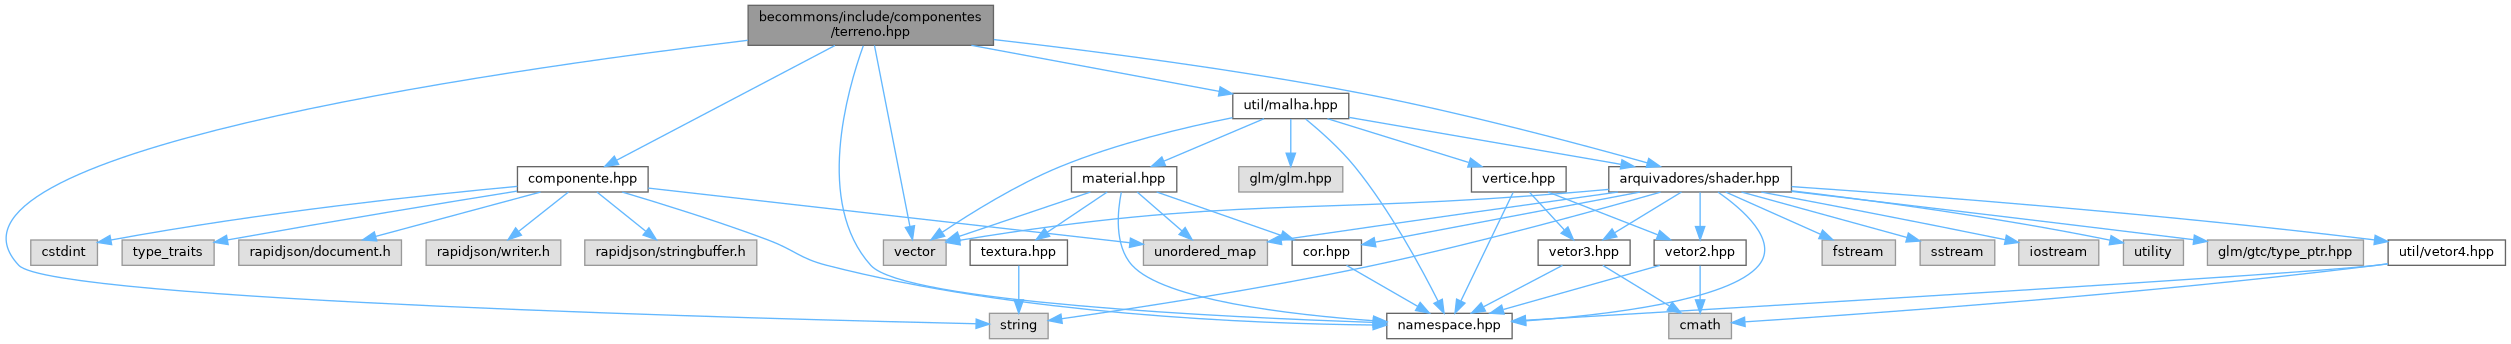 becommons/include/componentes
/terreno.hpp
util/malha.hpp
componente.hpp
material.hpp
glm/glm.hpp
vertice.hpp
arquivadores/shader.hpp
cstdint
type_traits
rapidjson/document.h
rapidjson/writer.h
rapidjson/stringbuffer.h
vector
textura.hpp
unordered_map
cor.hpp
vetor3.hpp
vetor2.hpp
fstream
sstream
iostream
utility
glm/gtc/type_ptr.hpp
util/vetor4.hpp
string
namespace.hpp
cmath